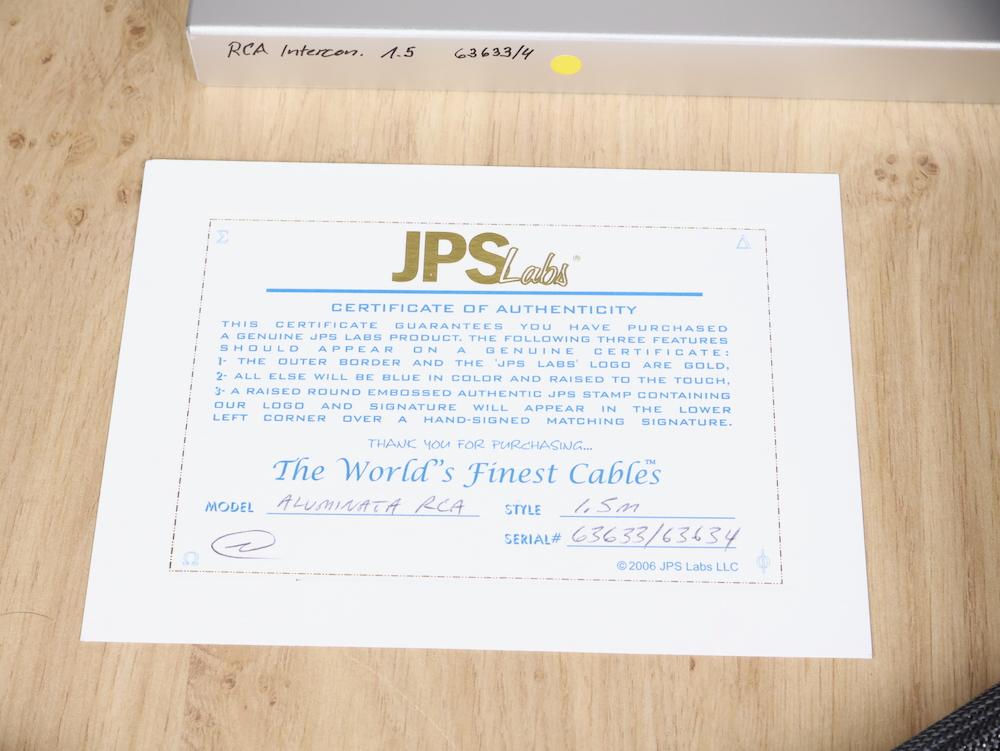 RCA Intercon. 1.5 63633/4
Σ Δ
JPS Labs®
CERTIFICATE OF AUTHENTICITY
THIS CERTIFICATE GUARANTEES YOU HAVE PURCHASED
A GENUINE JPS LABS PRODUCT. THE FOLLOWING THREE FEATURES
SHOULD APPEAR ON A GENUINE CERTIFICATE:
1- THE OUTER BORDER AND THE 'JPS LABS' LOGO ARE GOLD,
2- ALL ELSE WILL BE BLUE IN COLOR AND RAISED TO THE TOUCH,
3- A RAISED ROUND EMBOSSED AUTHENTIC JPS STAMP CONTAINING
OUR LOGO AND SIGNATURE WILL APPEAR IN THE LOWER
LEFT CORNER OVER A HAND-SIGNED MATCHING SIGNATURE.
THANK YOU FOR PURCHASING...
The World's Finest Cables™
MODEL ALUMINATA RCA STYLE 1.5m
SERIAL# 63633/63634
Ω Φ
©2006 JPS Labs LLC